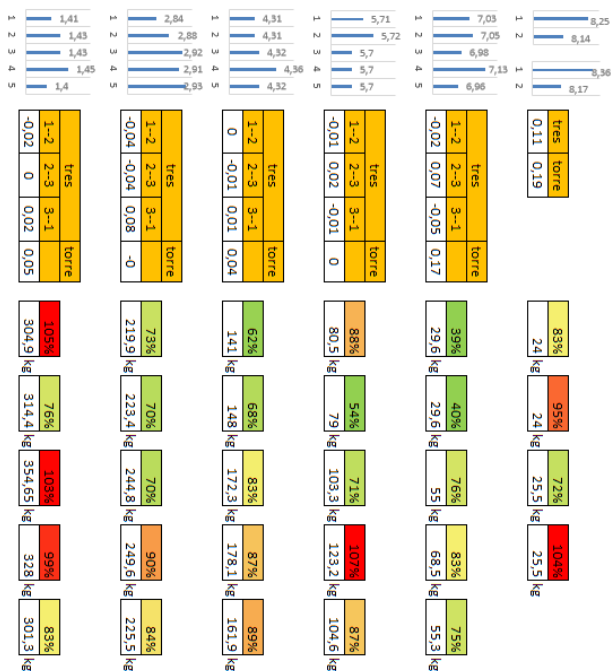 1 2 1 2
8,25
8,14
8,36
8,17
tres torre
0,11 0,19
83% 95% 72% 104%
24 kg 24 kg 25,5 kg 25,5 kg
1 2 3 4 5
7,03
7,05
6,98
7,13
6,96
tres torre
1--2 2--3 3--1
-0,02 0,07 -0,05 0,17
39% 40% 76% 83% 75%
29,6 kg 29,6 kg 55 kg 68,5 kg 55,3 kg
1 2 3 4 5
5,71
5,72
5,7
5,7
5,7
tres torre
1--2 2--3 3--1
-0,01 0,02 -0,01 0
88% 54% 71% 107% 87%
80,5 kg 79 kg 103,3 kg 123,2 kg 104,6 kg
1 2 3 4 5
4,31
4,31
4,32
4,36
4,32
tres torre
1--2 2--3 3--1
0 -0,01 0,01 0,04
62% 68% 83% 87% 89%
141 kg 148 kg 172,3 kg 178,1 kg 161,9 kg
1 2 3 4 5
2,84
2,88
2,92
2,91
2,93
tres torre
1--2 2--3 3--1
-0,04 -0,04 0,08 -0
73% 70% 70% 90% 84%
219,9 kg 223,4 kg 244,8 kg 249,6 kg 225,5 kg
1 2 3 4 5
1,41
1,43
1,43
1,45
1,4
tres torre
1--2 2--3 3--1
-0,02 0 0,02 0,05
105% 76% 103% 99% 83%
304,9 kg 314,4 kg 354,65 kg 328 kg 301,3 kg